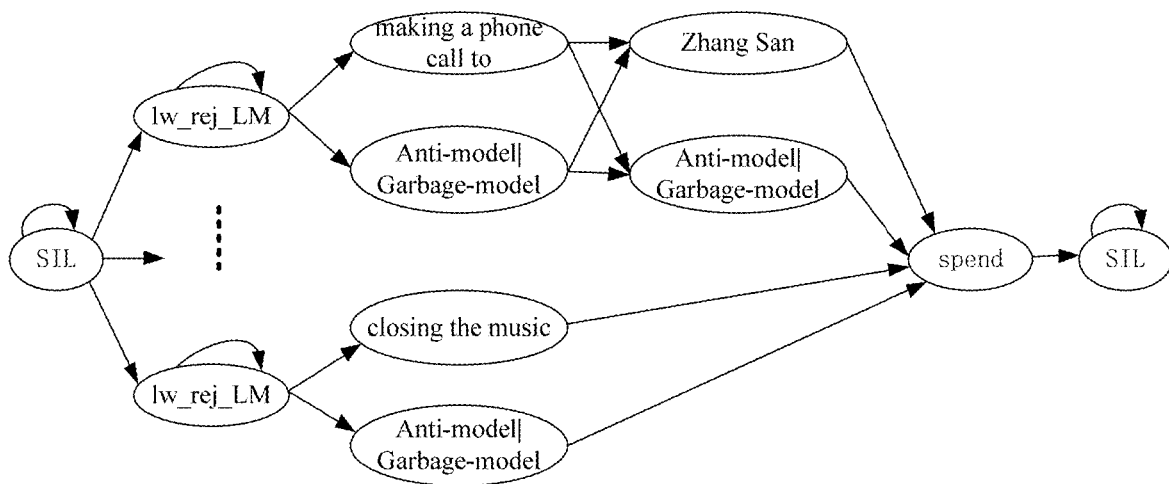 making a phone
call to
Zhang San
lw_rej_LM
Anti-model|
Garbage-model
Anti-model|
Garbage-model
SIL
spend
SIL
closing the music
lw_rej_LM
Anti-model|
Garbage-model